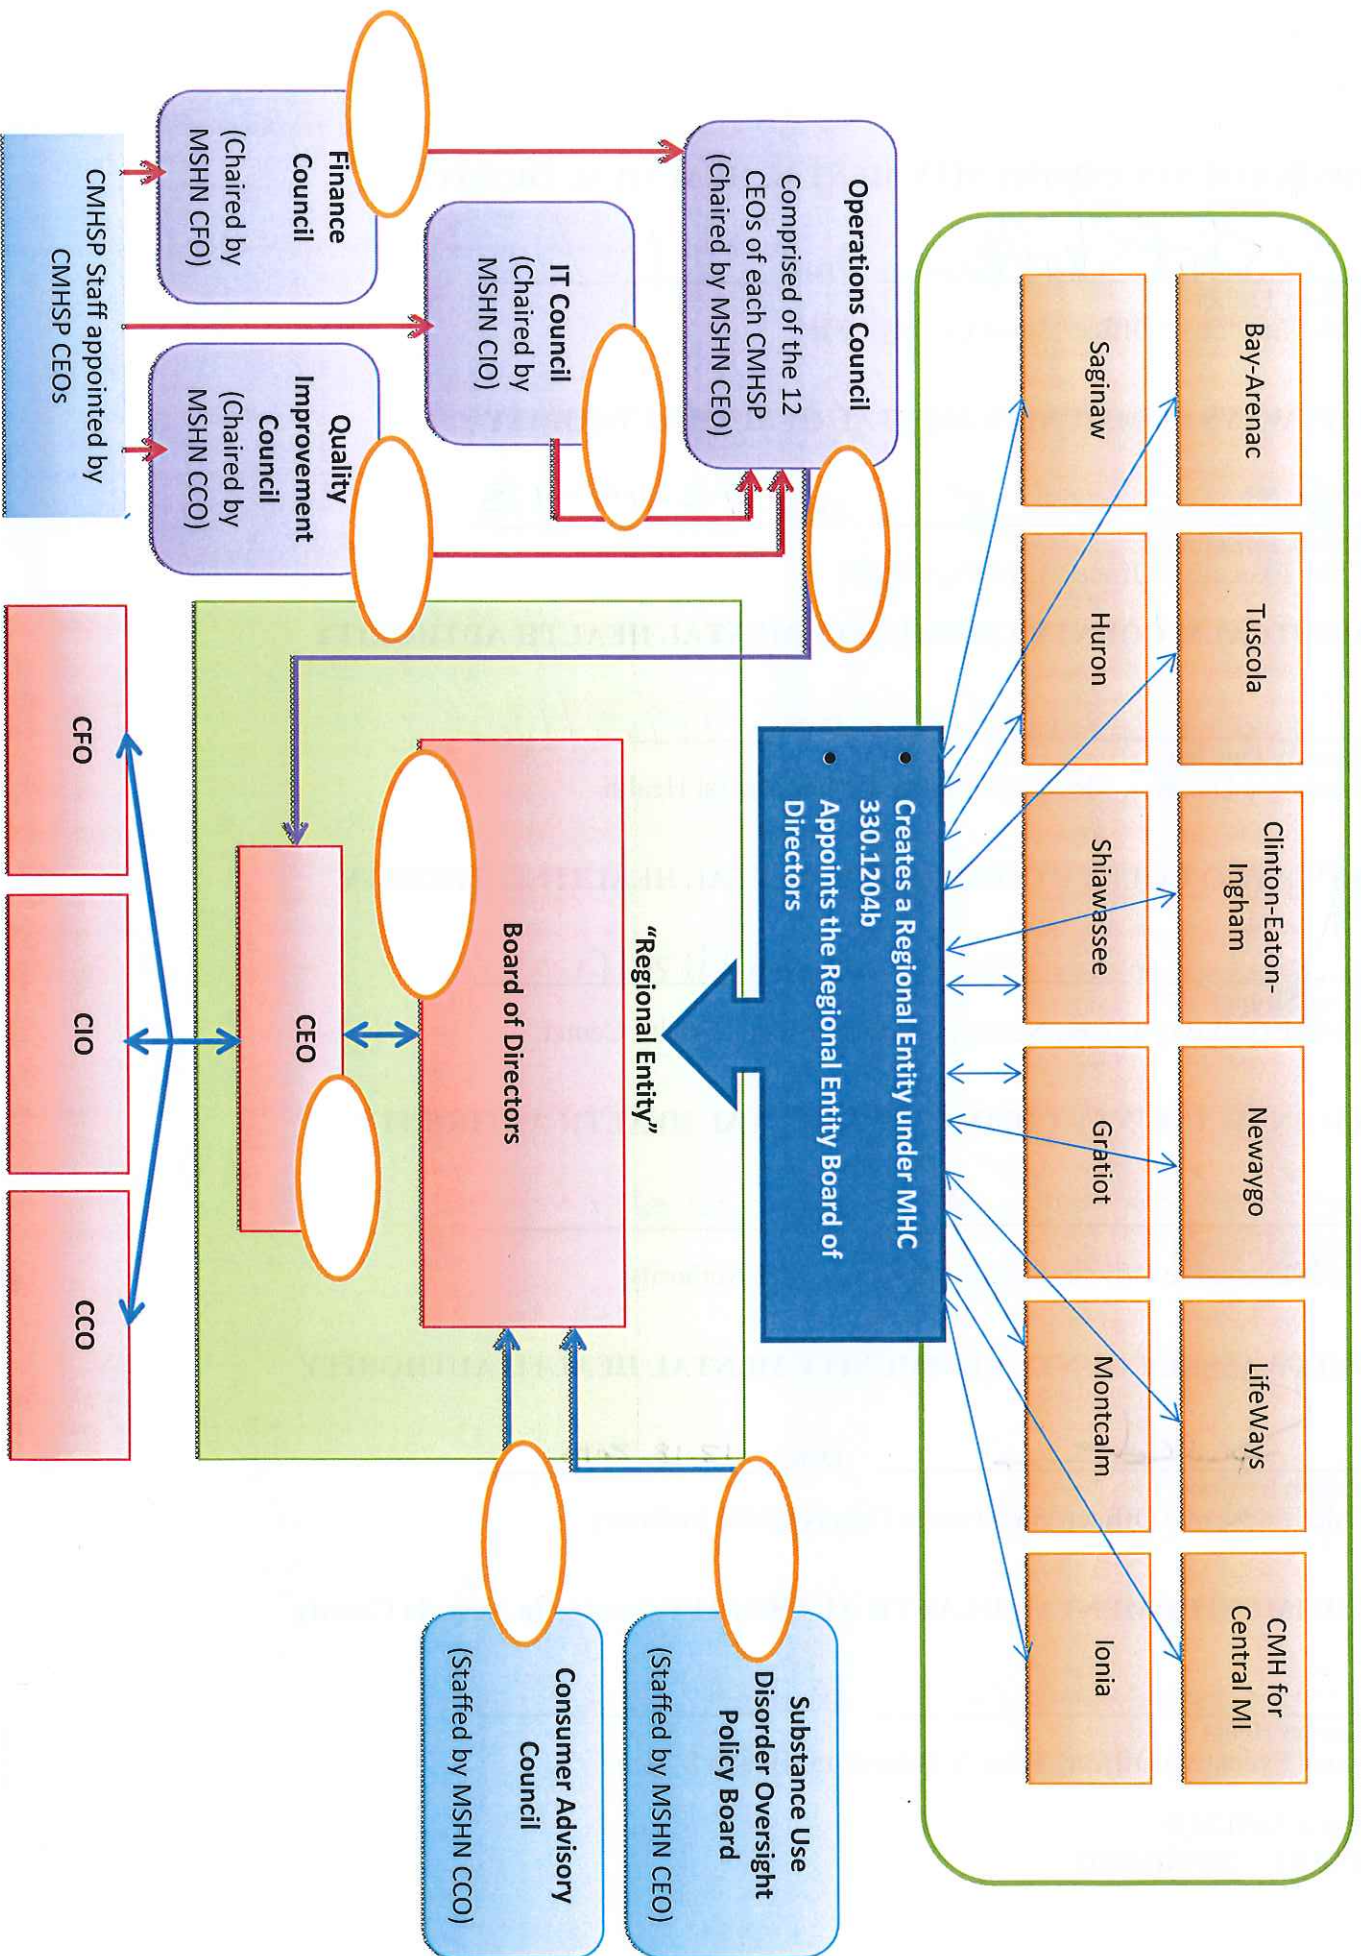 Bay-Arenac
Tuscola
Clinton-Eaton-
Ingham
Newaygo
LifeWays
CMH for
Central MI
Saginaw
Huron
Shiawassee
Gratiot
Montcalm
Ionia
• Creates a Regional Entity under MHC
330.1204b
• Appoints the Regional Entity Board of
Directors
Operations Council
Comprised of the 12
CEOs of each CMHSP
(Chaired by MSHN CEO)
IT Council
(Chaired by
MSHN CIO)
Finance
Council
(Chaired by
MSHN CFO)
Quality
Improvement
Council
(Chaired by
MSHN CCO)
CMHSP Staff appointed by
CMHSP CEOs
"Regional Entity"
Board of Directors
CEO
CFO
CIO
CCO
Substance Use
Disorder Oversight
Policy Board
(Staffed by MSHN CEO)
Consumer Advisory
Council
(Staffed by MSHN CCO)